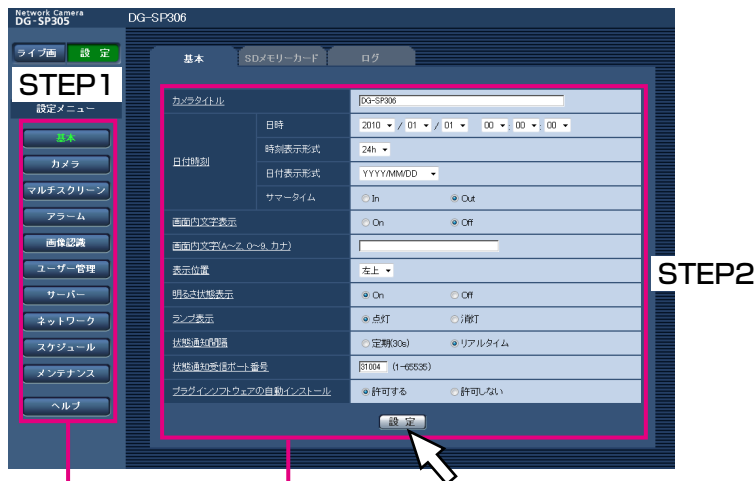 Network Camera
DG-SP305
DG-SP306
ライブ画 設 定
STEP1
設定メニュー
基本
カメラ
マルチスクリーン
アラーム
画像認識
ユーザー管理
サーバー
ネットワーク
スケジュール
メンテナンス
ヘルプ
基本 SDメモリーカード ログ
カメラタイトル DG-SP306
日付時刻
日時 2010 / 01 / 01 00 : 00 : 00
時刻表示形式 24h
日付表示形式 YYYY/MM/DD
サマータイム In Out
画面内文字表示 On Off
画面内文字(A～Z, 0～9, カナ)
表示位置 左上
明るさ状態表示 On Off
ランプ表示 点灯 消灯
状態通知間隔 定期(30s) リアルタイム
状態通知受信ポート番号 31004 (1-65535)
プラグインソフトウェアの自動インストール 許可する 許可しない
設 定
STEP2